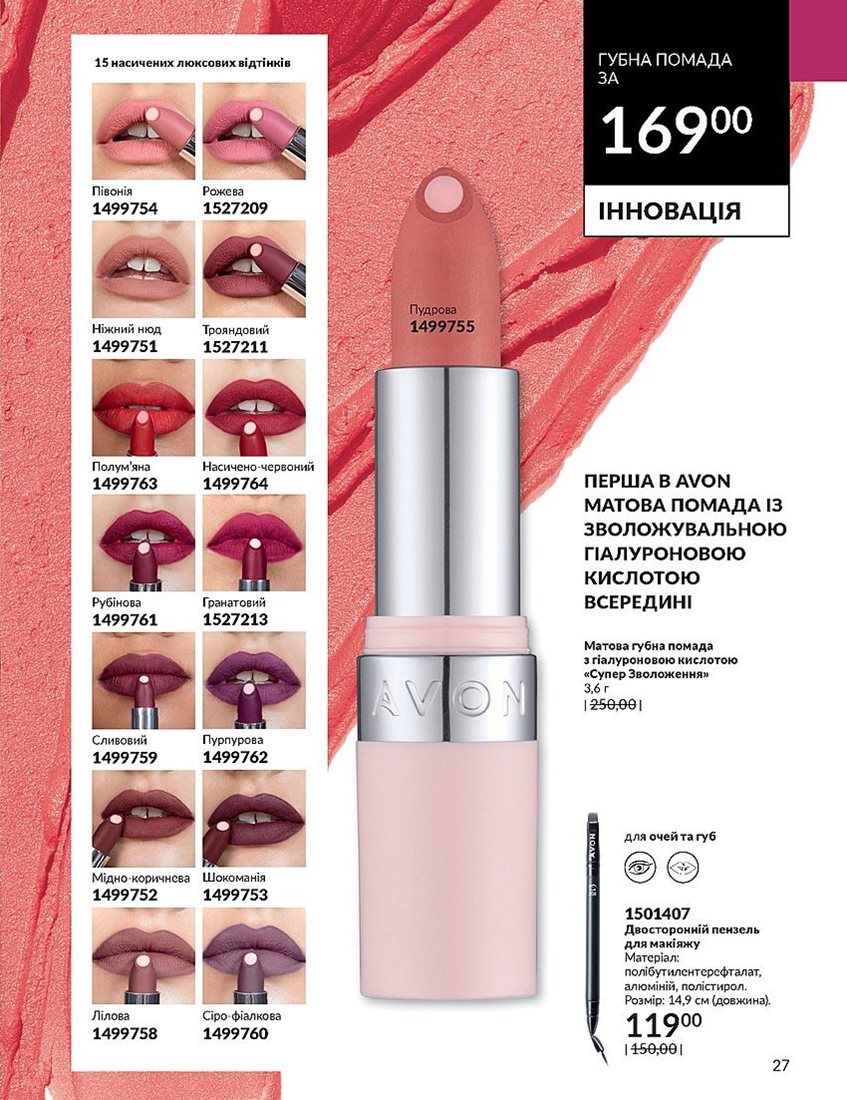 15 насичених люксових відтінків
Півонія
1499754
Рожева
1527209
Ніжний нюд
1499751
Трояндовий
1527211
Полум'яна
1499763
Насичено-червоний
1499764
Рубінова
1499761
Гранатовий
1527213
Сливовий
1499759
Пурпурова
1499762
Мідно-коричнева
1499752
Шокоманія
1499753
Лілова
1499758
Сіро-фіалкова
1499760
Пудрова
1499755
AVON
ГУБНА ПОМАДА
ЗА
169⁰⁰
ІННОВАЦІЯ
ПЕРША В AVON
МАТОВА ПОМАДА ІЗ
ЗВОЛОЖУВАЛЬНОЮ
ГІАЛУРОНОВОЮ
КИСЛОТОЮ
ВСЕРЕДИНІ
Матова губна помада
з гіалуроновою кислотою
«Супер Зволоження»
3,6 г
| 250,00 |
AVON
для очей та губ
1501407
Двосторонній пензель
для макіяжу
Матеріал:
полібутилентерефталат,
алюміній, полістирол.
Розмір: 14,9 см (довжина).
119⁰⁰
| 150,00 |
27